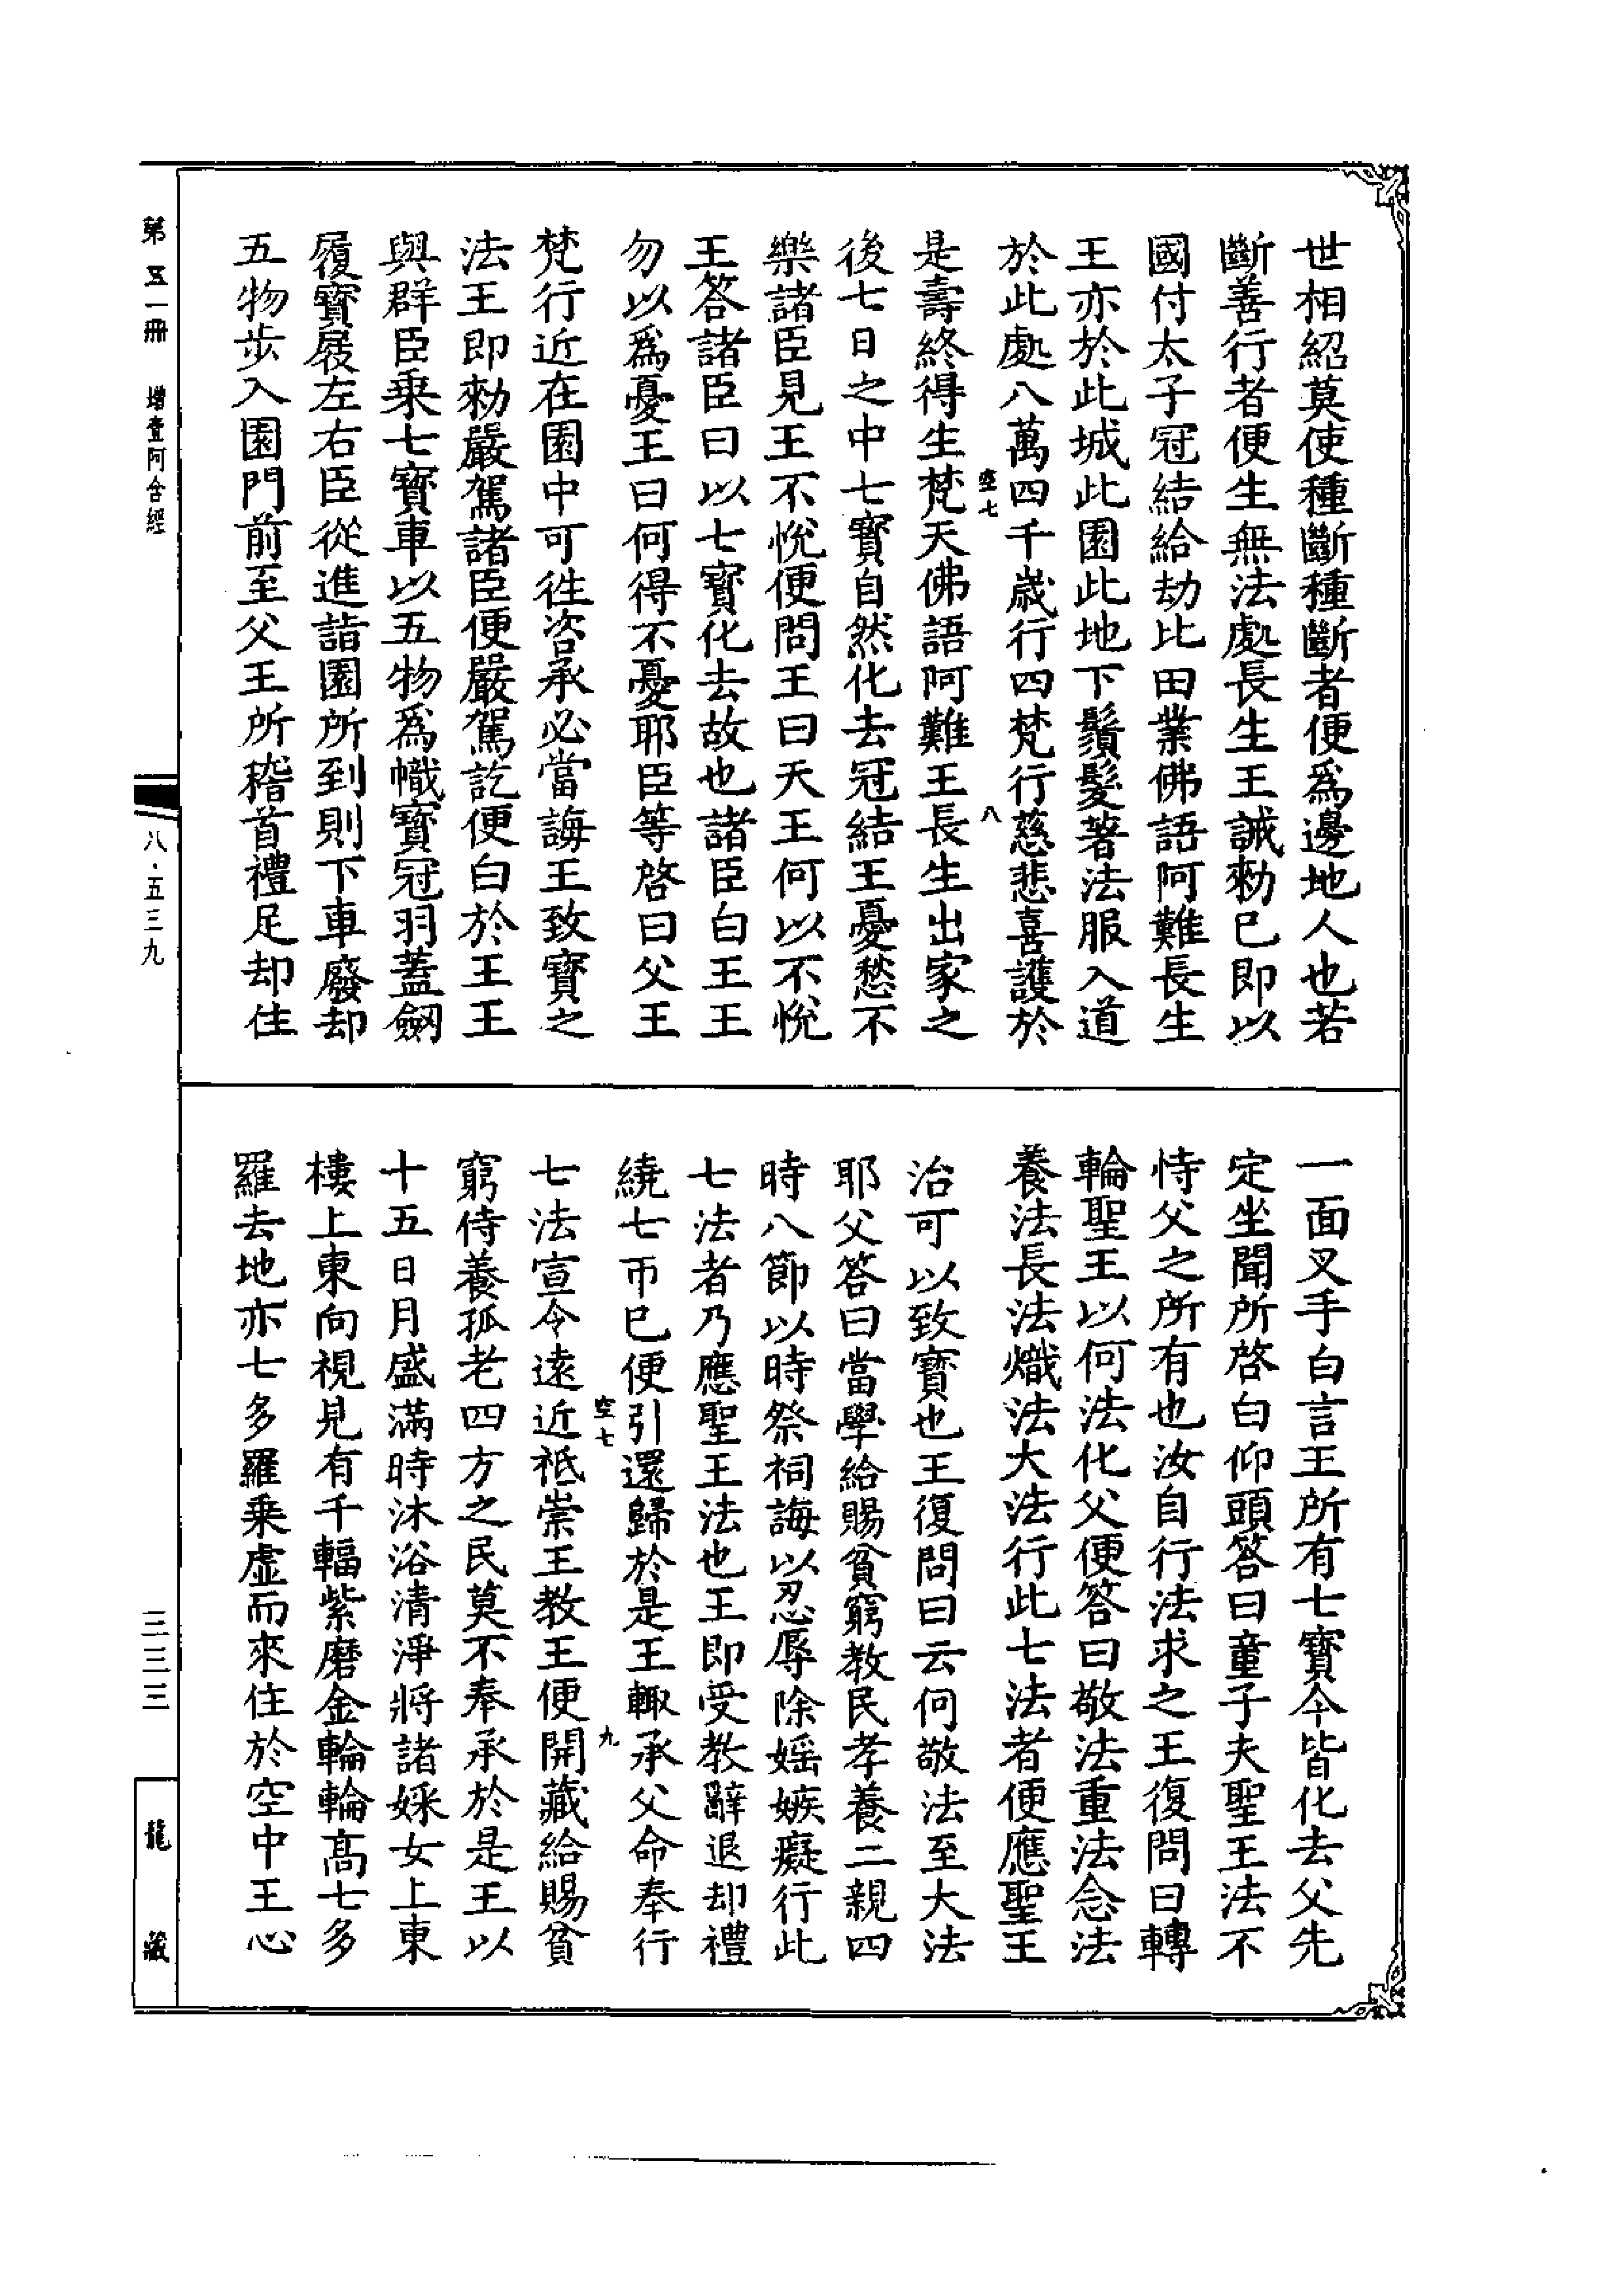 世相紹莫使種斷種斷者便爲邊地人也若
斷善行者便生無法處長生王誡勑已即以
國付太子冠結給劫比田業佛語阿難長生
王亦於此城此園此地下鬚髮著法服入道
於此處八萬四千歲行四梵行慈悲喜護於
空七
八
是壽終得生梵天佛語阿難王長生出家之
後七日之中七寶自然化去冠結王憂愁不
樂諸臣見王不悅便問王曰天王何以不悅
王答諸臣曰以七寶化去故也諸臣白王王
勿以爲憂王曰何得不憂耶臣等啓曰父王
梵行近在園中可往咨承必當誨王致寶之
法王即勑嚴駕諸臣便嚴駕訖便白於王王
與群臣乗七寶車以五物爲幟寶冠羽蓋劒
履寶屐左右臣從進詣園所到則下車廢却
五物步入園門前至父王所稽首禮足却住
一面叉手白言王所有七寶今皆化去父先
定坐聞所啓白仰頭答曰童子夫聖王法不
恃父之所有也汝自行法求之王復問曰轉
輪聖王以何法化父便答曰敬法重法念法
養法長法熾法大法行此七法者便應聖王
治可以致寶也王復問曰云何敬法至大法
耶父答曰當學給賜貧窮教民孝養二親四
時八節以時祭祠誨以忍辱除婬嫉癡行此
七法者乃應聖王法也王即受教辭退却禮
繞七帀已便引還歸於是王輙承父命奉行
空七
九
七法宣令遠近祇崇王教王便開藏給賜貧
窮侍養孤老四方之民莫不奉承於是王以
十五日月盛滿時沐浴清淨將諸婇女上東
樓上東向視見有千輻紫磨金輪輪高七多
羅去地亦七多羅乗虛而來住於空中王心
第五一冊　增壹阿含經
八·五三九
三三三
龍藏